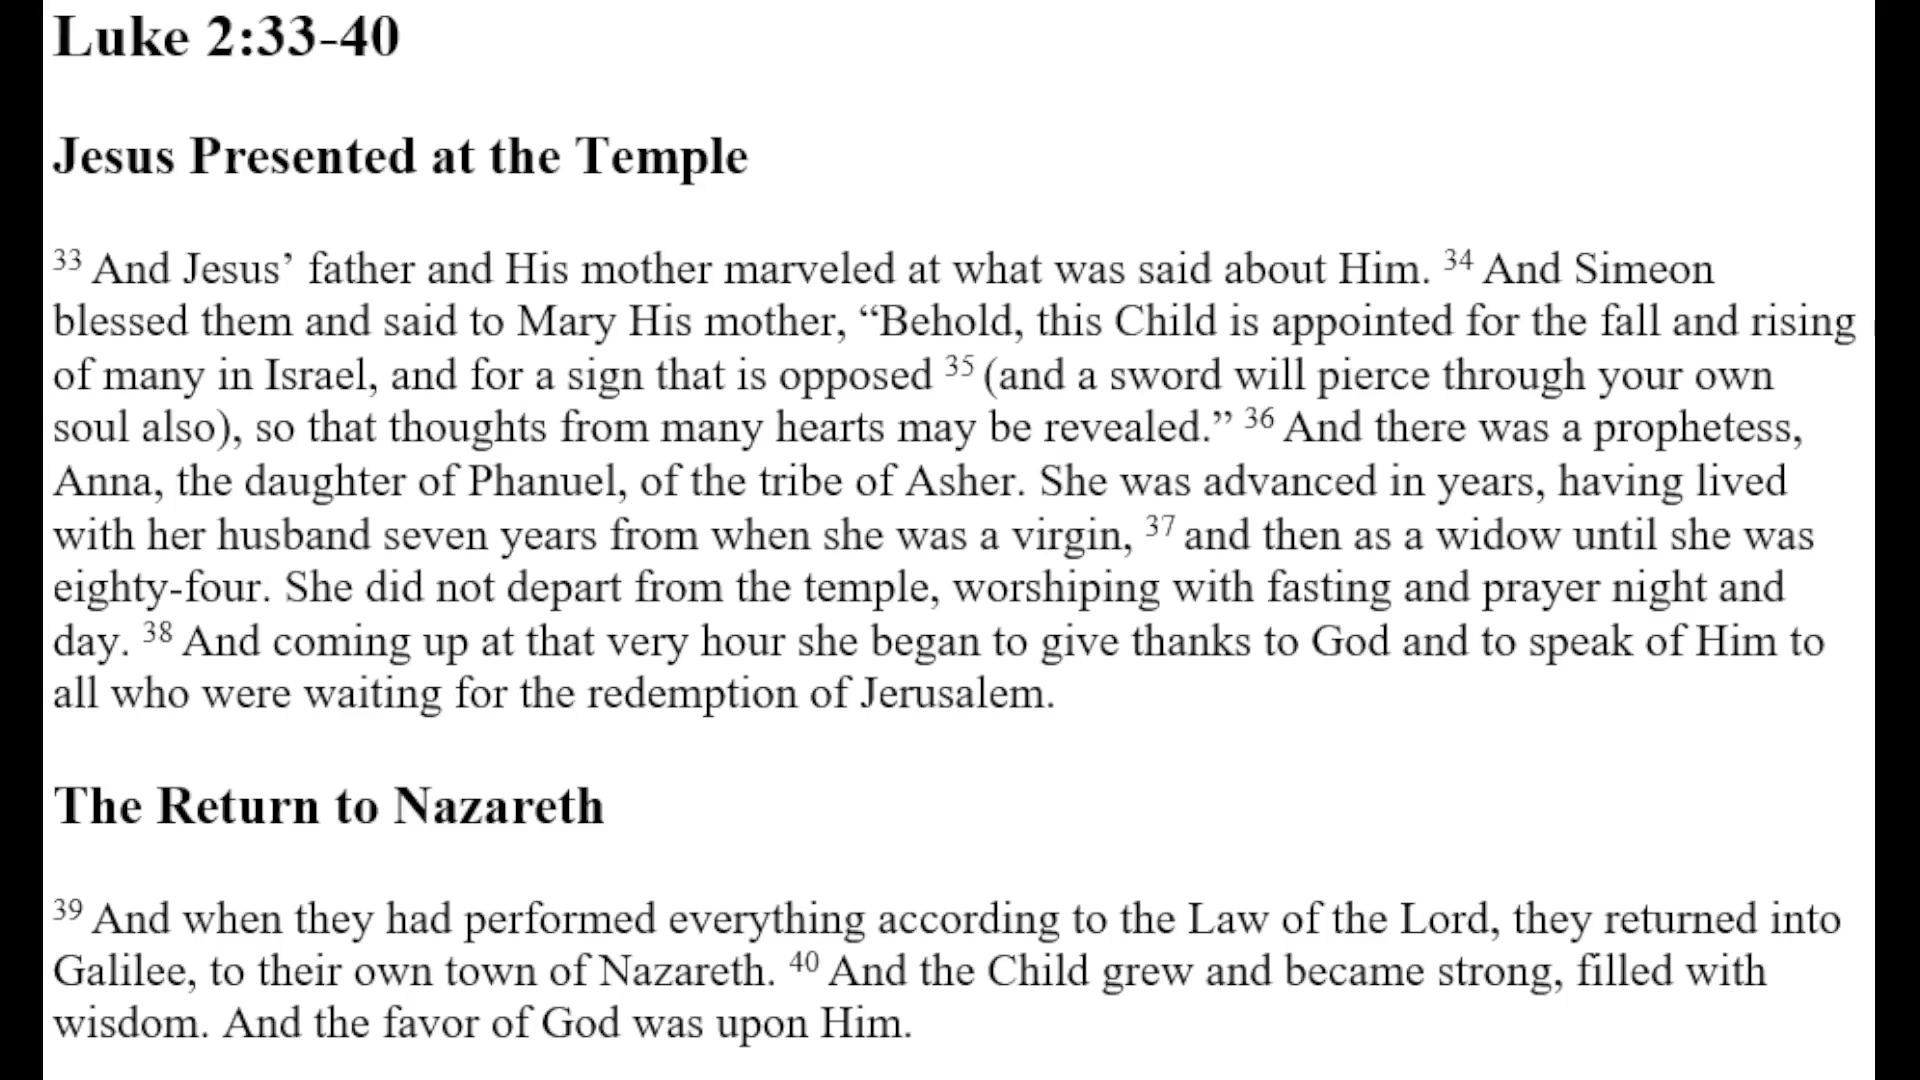 Luke 2:33-40
Jesus Presented at the Temple
33 And Jesus’ father and His mother marveled at what was said about Him. 34 And Simeon
blessed them and said to Mary His mother, “Behold, this Child is appointed for the fall and rising
of many in Israel, and for a sign that is opposed 35 (and a sword will pierce through your own
soul also), so that thoughts from many hearts may be revealed.” 36 And there was a prophetess,
Anna, the daughter of Phanuel, of the tribe of Asher. She was advanced in years, having lived
with her husband seven years from when she was a virgin, 37 and then as a widow until she was
eighty-four. She did not depart from the temple, worshiping with fasting and prayer night and
day. 38 And coming up at that very hour she began to give thanks to God and to speak of Him to
all who were waiting for the redemption of Jerusalem.
The Return to Nazareth
39 And when they had performed everything according to the Law of the Lord, they returned into
Galilee, to their own town of Nazareth. 40 And the Child grew and became strong, filled with
wisdom. And the favor of God was upon Him.